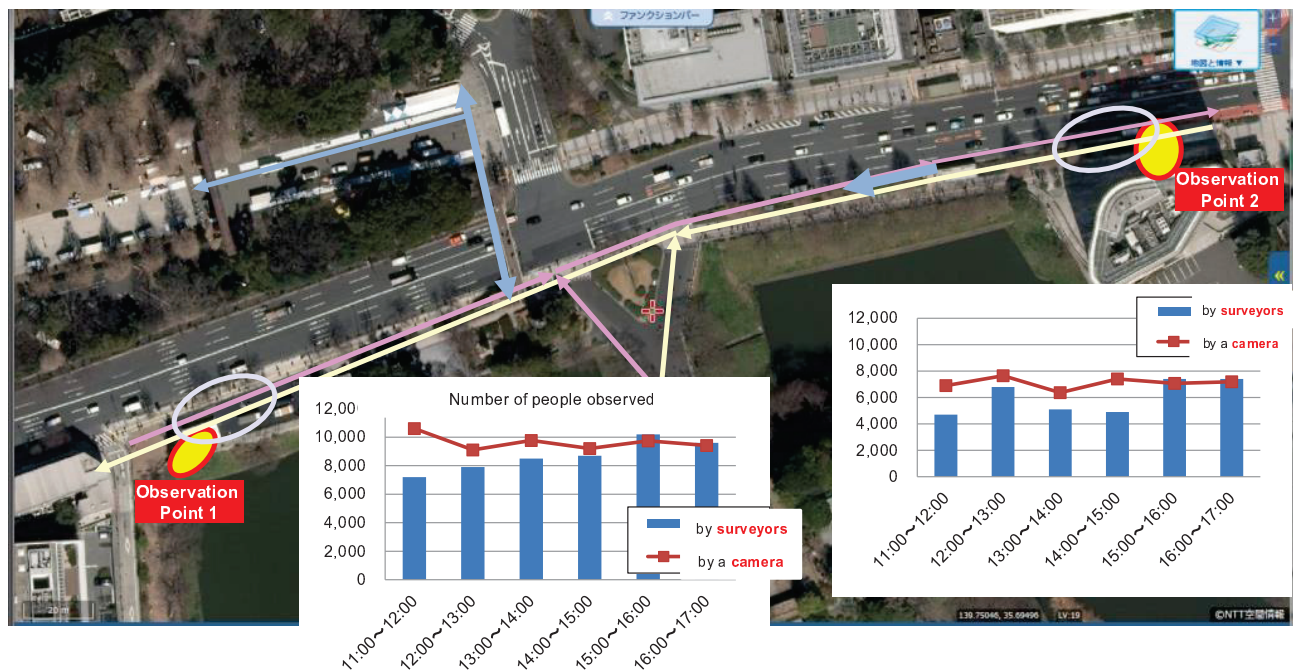 ファンクションバー
地図と情報 ▼
Observation
Point 2
«
Observation
Point 1
Number of people observed
12,00
10,000
8,000
6,000
4,000
2,000
0
by surveyors
by a camera
11:00～12:00
12:00～13:00
13:00～14:00
14:00～15:00
15:00～16:00
16:00～17:00
12,000
10,000
8,000
6,000
4,000
2,000
0
by surveyors
by a camera
11:00～12:00
12:00～13:00
13:00～14:00
14:00～15:00
15:00～16:00
16:00～17:00
20 m
139.75046, 35.69496
LV:19
©NTT空間情報